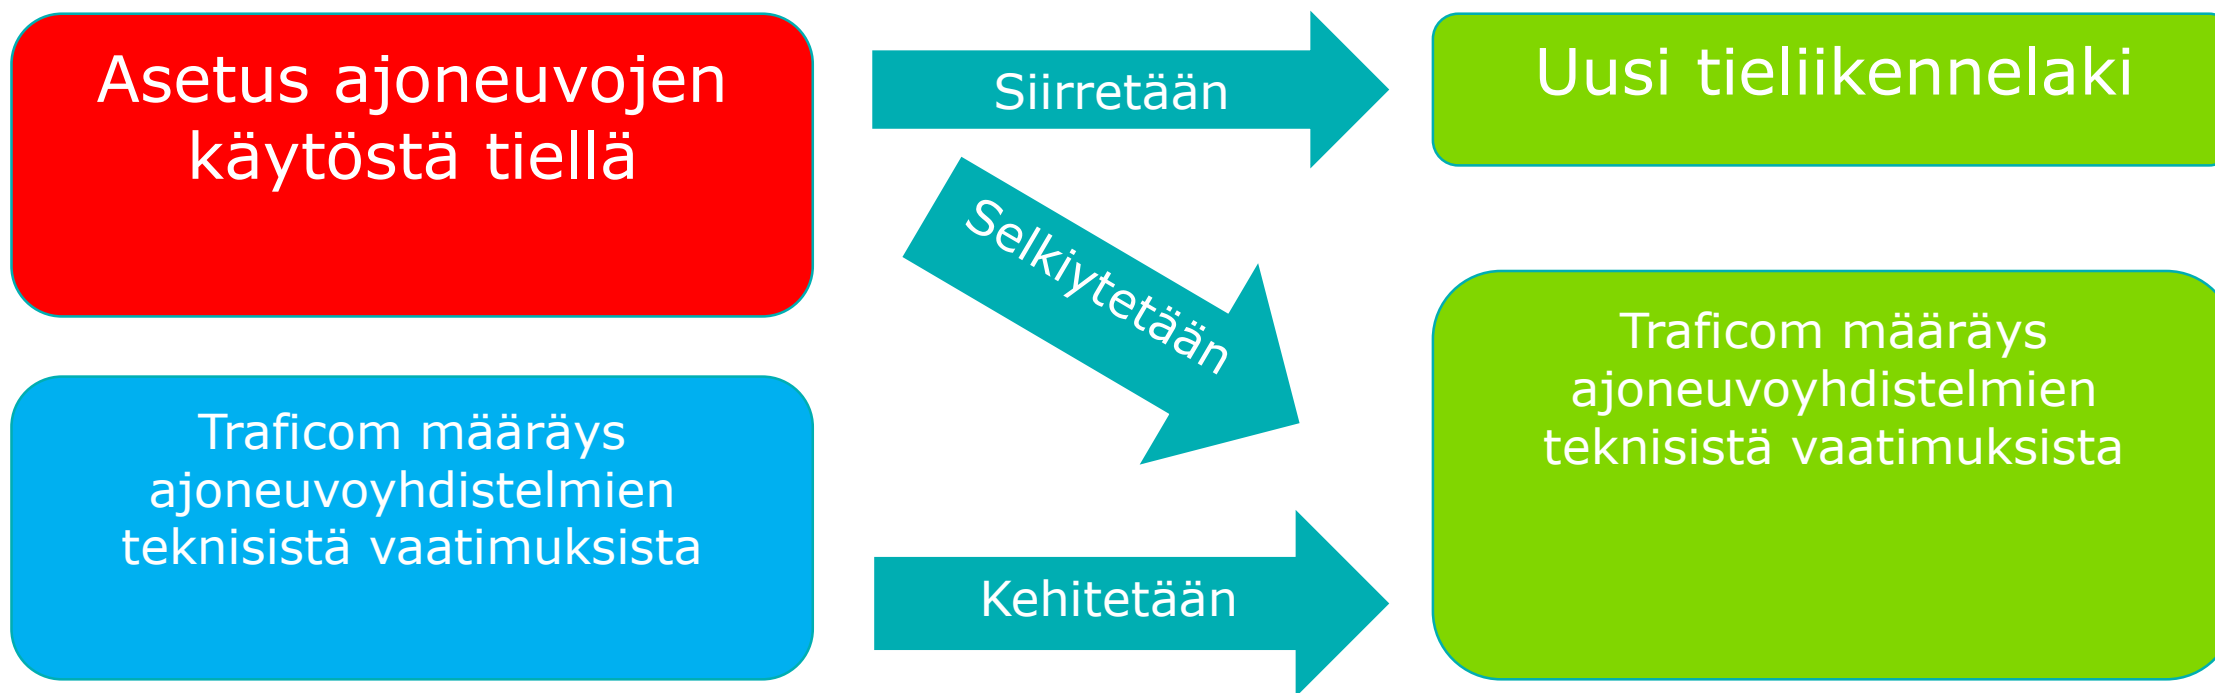 Asetus ajoneuvojen
käytöstä tiellä
Siirretään
Uusi tieliikennelaki
Selkiytetään
Traficom määräys
ajoneuvoyhdistelmien
teknisistä vaatimuksista
Traficom määräys
ajoneuvoyhdistelmien
teknisistä vaatimuksista
Kehitetään